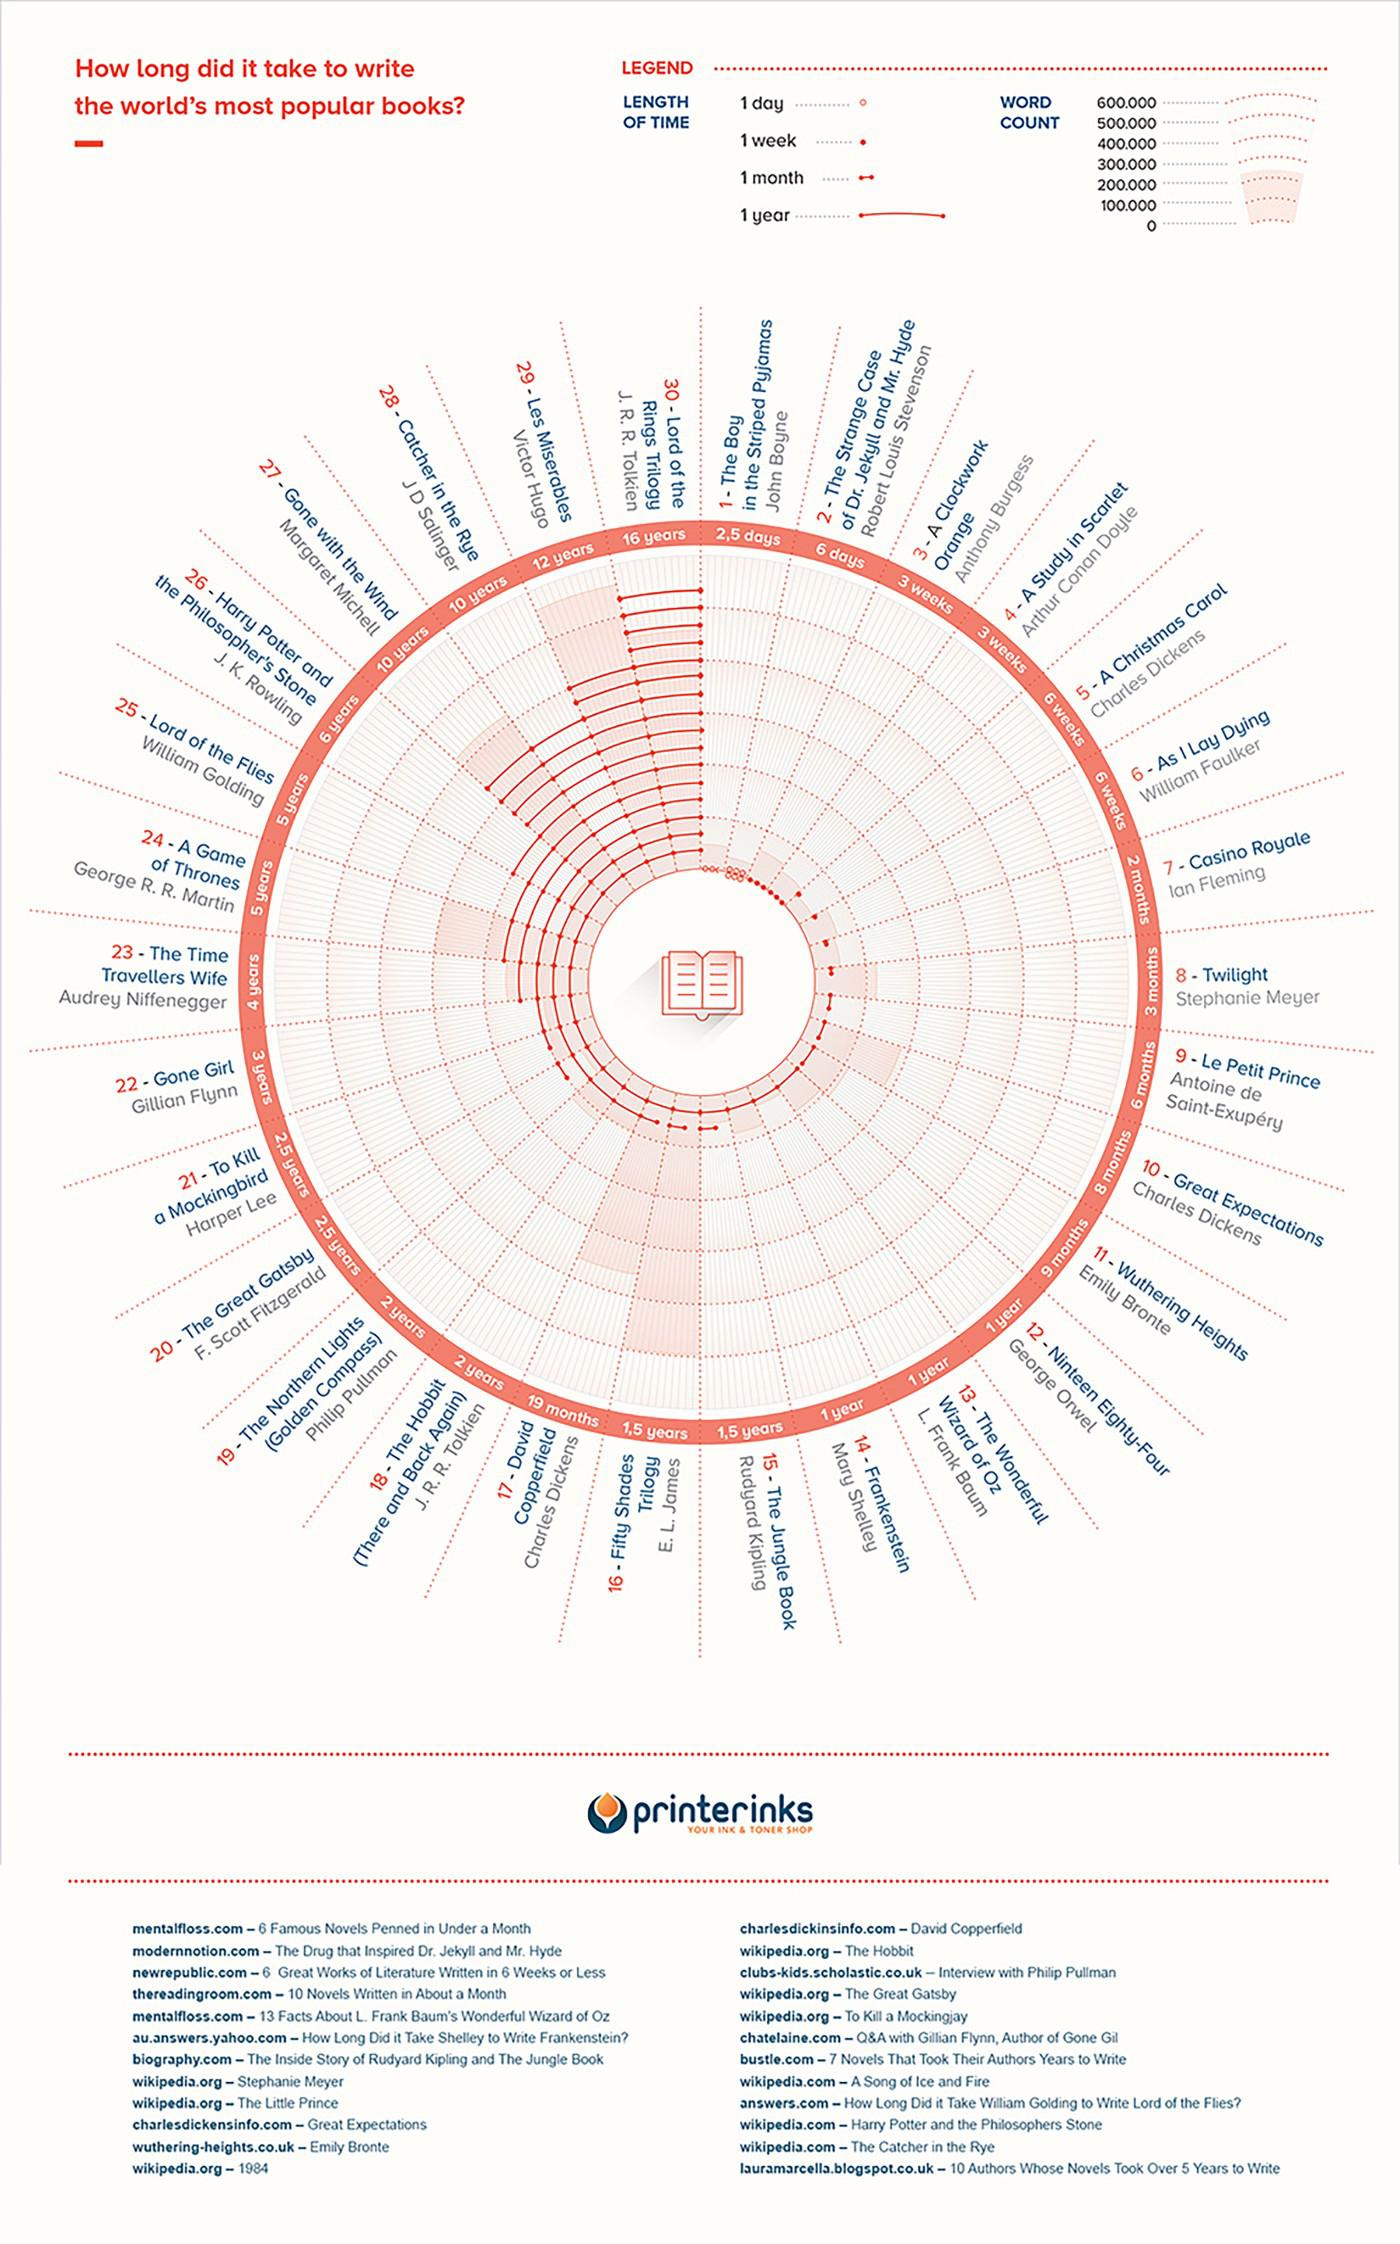 How long did it take to write
the world's most popular books?
LEGEND
LENGTH
OF TIME
1 day
1 week
1 month
1 year
WORD
COUNT
600.000
500.000
400.000
300.000
200.000
100.000
0
1 - The Boy
in the Striped Pyjamas
John Boyne
2,5 days
2 - The Strange Case
of Dr. Jekyll and Mr. Hyde
Robert Louis Stevenson
6 days
3 - A Clockwork
Orange
Anthony Burgess
3 weeks
4 - A Study in Scarlet
Arthur Conan Doyle
3 weeks
5 - A Christmas Carol
Charles Dickens
6 weeks
6 - As I Lay Dying
William Faulker
6 weeks
7 - Casino Royale
Ian Fleming
2 months
8 - Twilight
Stephanie Meyer
3 months
9 - Le Petit Prince
Antoine de
Saint-Exupéry
6 months
10 - Great Expectations
Charles Dickens
8 months
11 - Wuthering Heights
Emily Bronte
9 months
12 - Ninteen Eighty-Four
George Orwel
1 year
13 - The Wonderful
Wizard of Oz
L. Frank Baum
1 year
14 - Frankenstein
Mary Shelley
1 year
15 - The Jungle Book
Rudyard Kipling
1,5 years
16 - Fifty Shades
Trilogy
E. L. James
1,5 years
17 - David
Copperfield
Charles Dickens
19 months
18 - The Hobbit
(There and Back Again)
J. R. R. Tolkien
2 years
19 - The Northern Lights
(Golden Compass)
Philip Pullman
2 years
20 - The Great Gatsby
F. Scott Fitzgerald
2,5 years
21 - To Kill
a Mockingbird
Harper Lee
2,5 years
22 - Gone Girl
Gillian Flynn
3 years
23 - The Time
Travellers Wife
Audrey Niffenegger
4 years
24 - A Game
of Thrones
George R. R. Martin
5 years
25 - Lord of the Flies
William Golding
5 years
26 - Harry Potter and
the Philosopher's Stone
J. K. Rowling
6 years
27 - Gone with the Wind
Margaret Michell
10 years
28 - Catcher in the Rye
J D Salinger
10 years
29 - Les Miserables
Victor Hugo
12 years
30 - Lord of the
Rings Trilogy
J. R. R. Tolkien
16 years
printerinks
YOUR INK & TONER SHOP
mentalfloss.com – 6 Famous Novels Penned in Under a Month
modernnotion.com – The Drug that Inspired Dr. Jekyll and Mr. Hyde
newrepublic.com – 6 Great Works of Literature Written in 6 Weeks or Less
thereadingroom.com – 10 Novels Written in About a Month
mentalfloss.com – 13 Facts About L. Frank Baum's Wonderful Wizard of Oz
au.answers.yahoo.com – How Long Did it Take Shelley to Write Frankenstein?
biography.com – The Inside Story of Rudyard Kipling and The Jungle Book
wikipedia.org – Stephanie Meyer
wikipedia.org – The Little Prince
charlesdickensinfo.com – Great Expectations
wuthering-heights.co.uk – Emily Bronte
wikipedia.org – 1984
charlesdickinsinfo.com – David Copperfield
wikipedia.org – The Hobbit
clubs-kids.scholastic.co.uk – Interview with Philip Pullman
wikipedia.org – The Great Gatsby
wikipedia.org – To Kill a Mockingjay
chatelaine.com – Q&A with Gillian Flynn, Author of Gone Gil
bustle.com – 7 Novels That Took Their Authors Years to Write
wikipedia.com – A Song of Ice and Fire
answers.com – How Long Did it Take William Golding to Write Lord of the Flies?
wikipedia.com – Harry Potter and the Philosophers Stone
wikipedia.com – The Catcher in the Rye
lauramarcella.blogspot.co.uk – 10 Authors Whose Novels Took Over 5 Years to Write